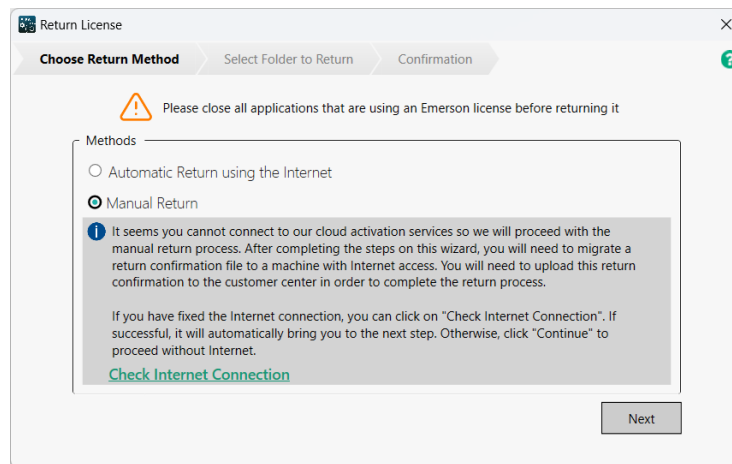 Return License
Choose Return Method
Select Folder to Return
Confirmation
?
Please close all applications that are using an Emerson license before returning it
Methods
Automatic Return using the Internet
Manual Return
It seems you cannot connect to our cloud activation services so we will proceed with the
manual return process. After completing the steps on this wizard, you will need to migrate a
return confirmation file to a machine with Internet access. You will need to upload this return
confirmation to the customer center in order to complete the return process.
If you have fixed the Internet connection, you can click on "Check Internet Connection". If
successful, it will automatically bring you to the next step. Otherwise, click "Continue" to
proceed without Internet.
Check Internet Connection
Next